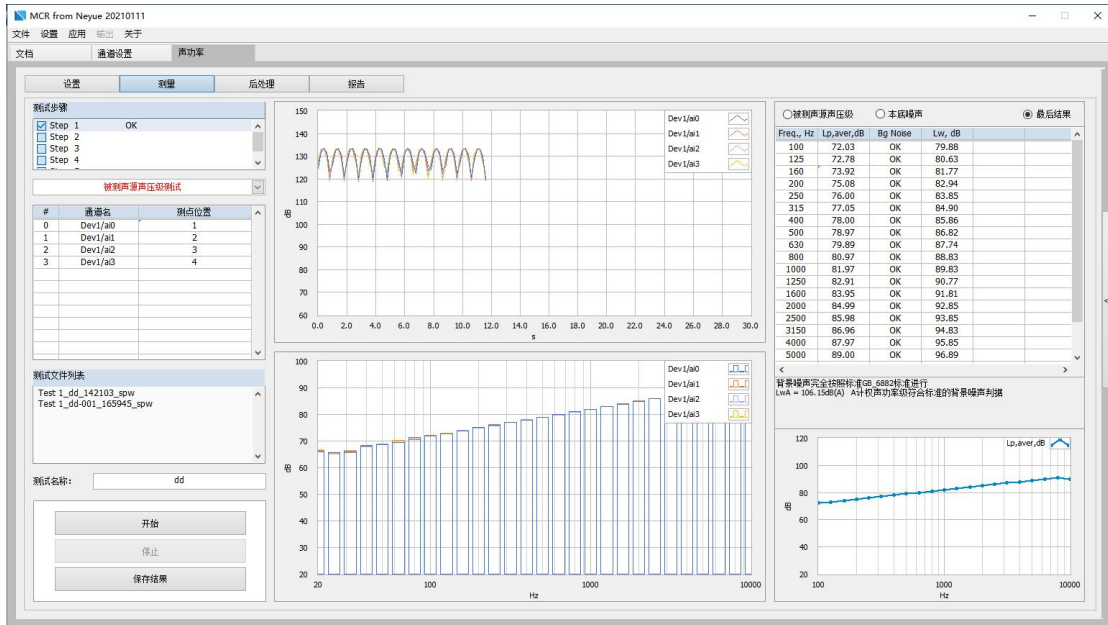 MCR from Neyue 20210111
文件 设置 应用 输出 关于
文档 通道设置 声功率
设置 测量 后处理 报告
测试步骤
Step 1 OK
Step 2
Step 3
Step 4
被测声源声压级测试
# 通道名 测点位置
0 Dev1/ai0 1
1 Dev1/ai1 2
2 Dev1/ai2 3
3 Dev1/ai3 4
测试文件列表
Test 1_dd_142103_spw
Test 1_dd-001_165945_spw
测试名称: dd
开始
停止
保存结果
150
140
130
120
110
100
90
80
70
60
dB
0.0 2.0 4.0 6.0 8.0 10.0 12.0 14.0 16.0 18.0 20.0 22.0 24.0 26.0 28.0 30.0
s
Dev1/ai0
Dev1/ai1
Dev1/ai2
Dev1/ai3
100
90
80
70
60
50
40
30
20
dB
20 100 1000 10000
Hz
Dev1/ai0
Dev1/ai1
Dev1/ai2
Dev1/ai3
被测声源声压级 本底噪声 最后结果
Freq., Hz Lp,aver,dB Bg Noise Lw, dB
100 72.03 OK 79.88
125 72.78 OK 80.63
160 73.92 OK 81.77
200 75.08 OK 82.94
250 76.00 OK 83.85
315 77.05 OK 84.90
400 78.00 OK 85.86
500 78.97 OK 86.82
630 79.89 OK 87.74
800 80.97 OK 88.83
1000 81.97 OK 89.83
1250 82.91 OK 90.77
1600 83.95 OK 91.81
2000 84.99 OK 92.85
2500 85.98 OK 93.85
3150 86.96 OK 94.83
4000 87.97 OK 95.85
5000 89.00 OK 96.89
背景噪声完全按照标准GB_6882标准进行
LwA = 106.15dB(A) A计权声功率级符合标准的背景噪声判据
Lp,aver,dB
120
100
80
60
40
20
dB
100 1000 10000
Hz